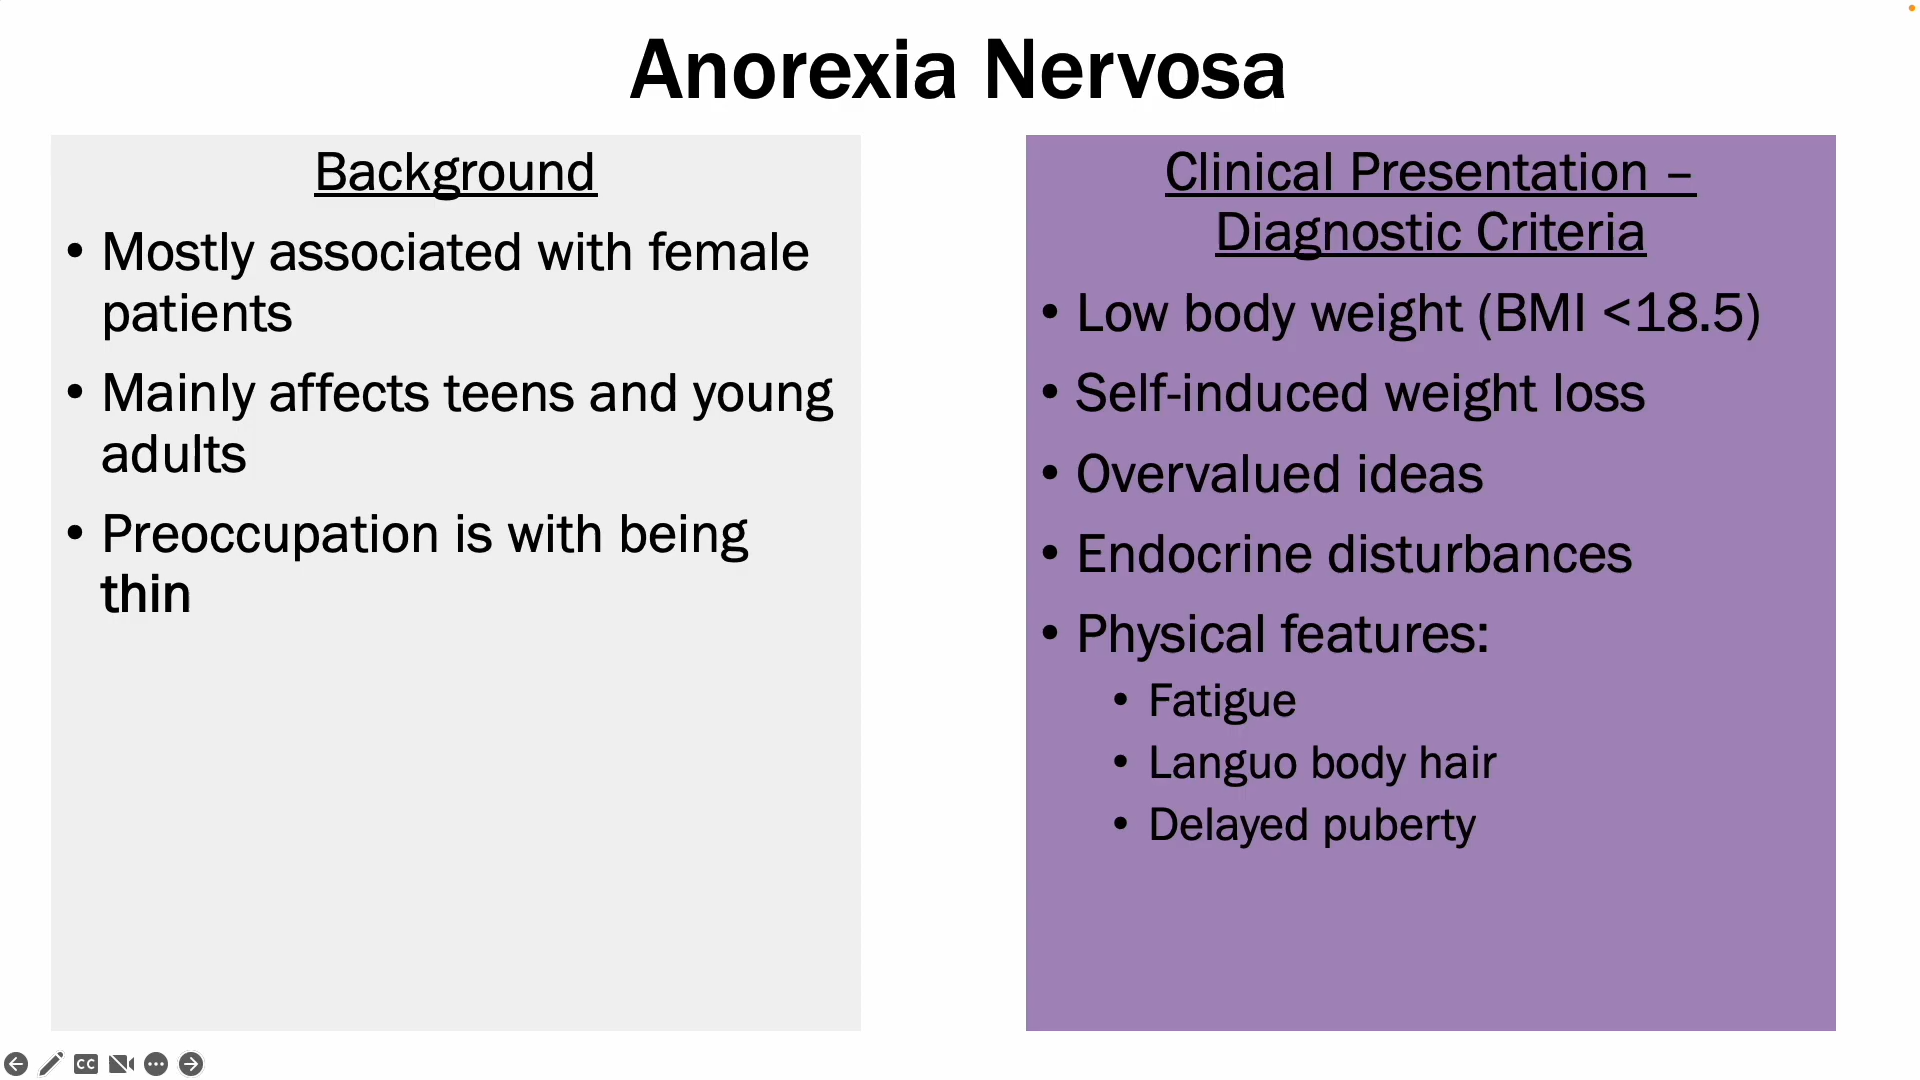 Anorexia Nervosa
Background
• Mostly associated with female
patients
• Mainly affects teens and young
adults
• Preoccupation is with being
thin
Clinical Presentation –
Diagnostic Criteria
• Low body weight (BMI <18.5)
• Self-induced weight loss
• Overvalued ideas
• Endocrine disturbances
• Physical features:
• Fatigue
• Languo body hair
• Delayed puberty
CC